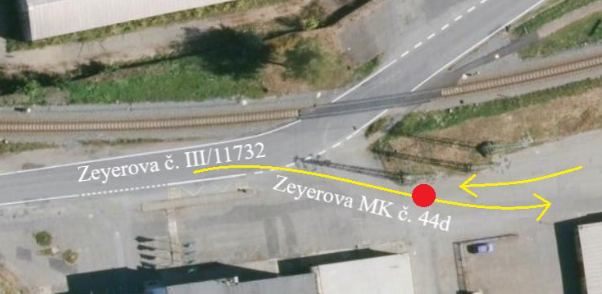 Zeyerova č. III/11732
Zeyerova MK č. 44d